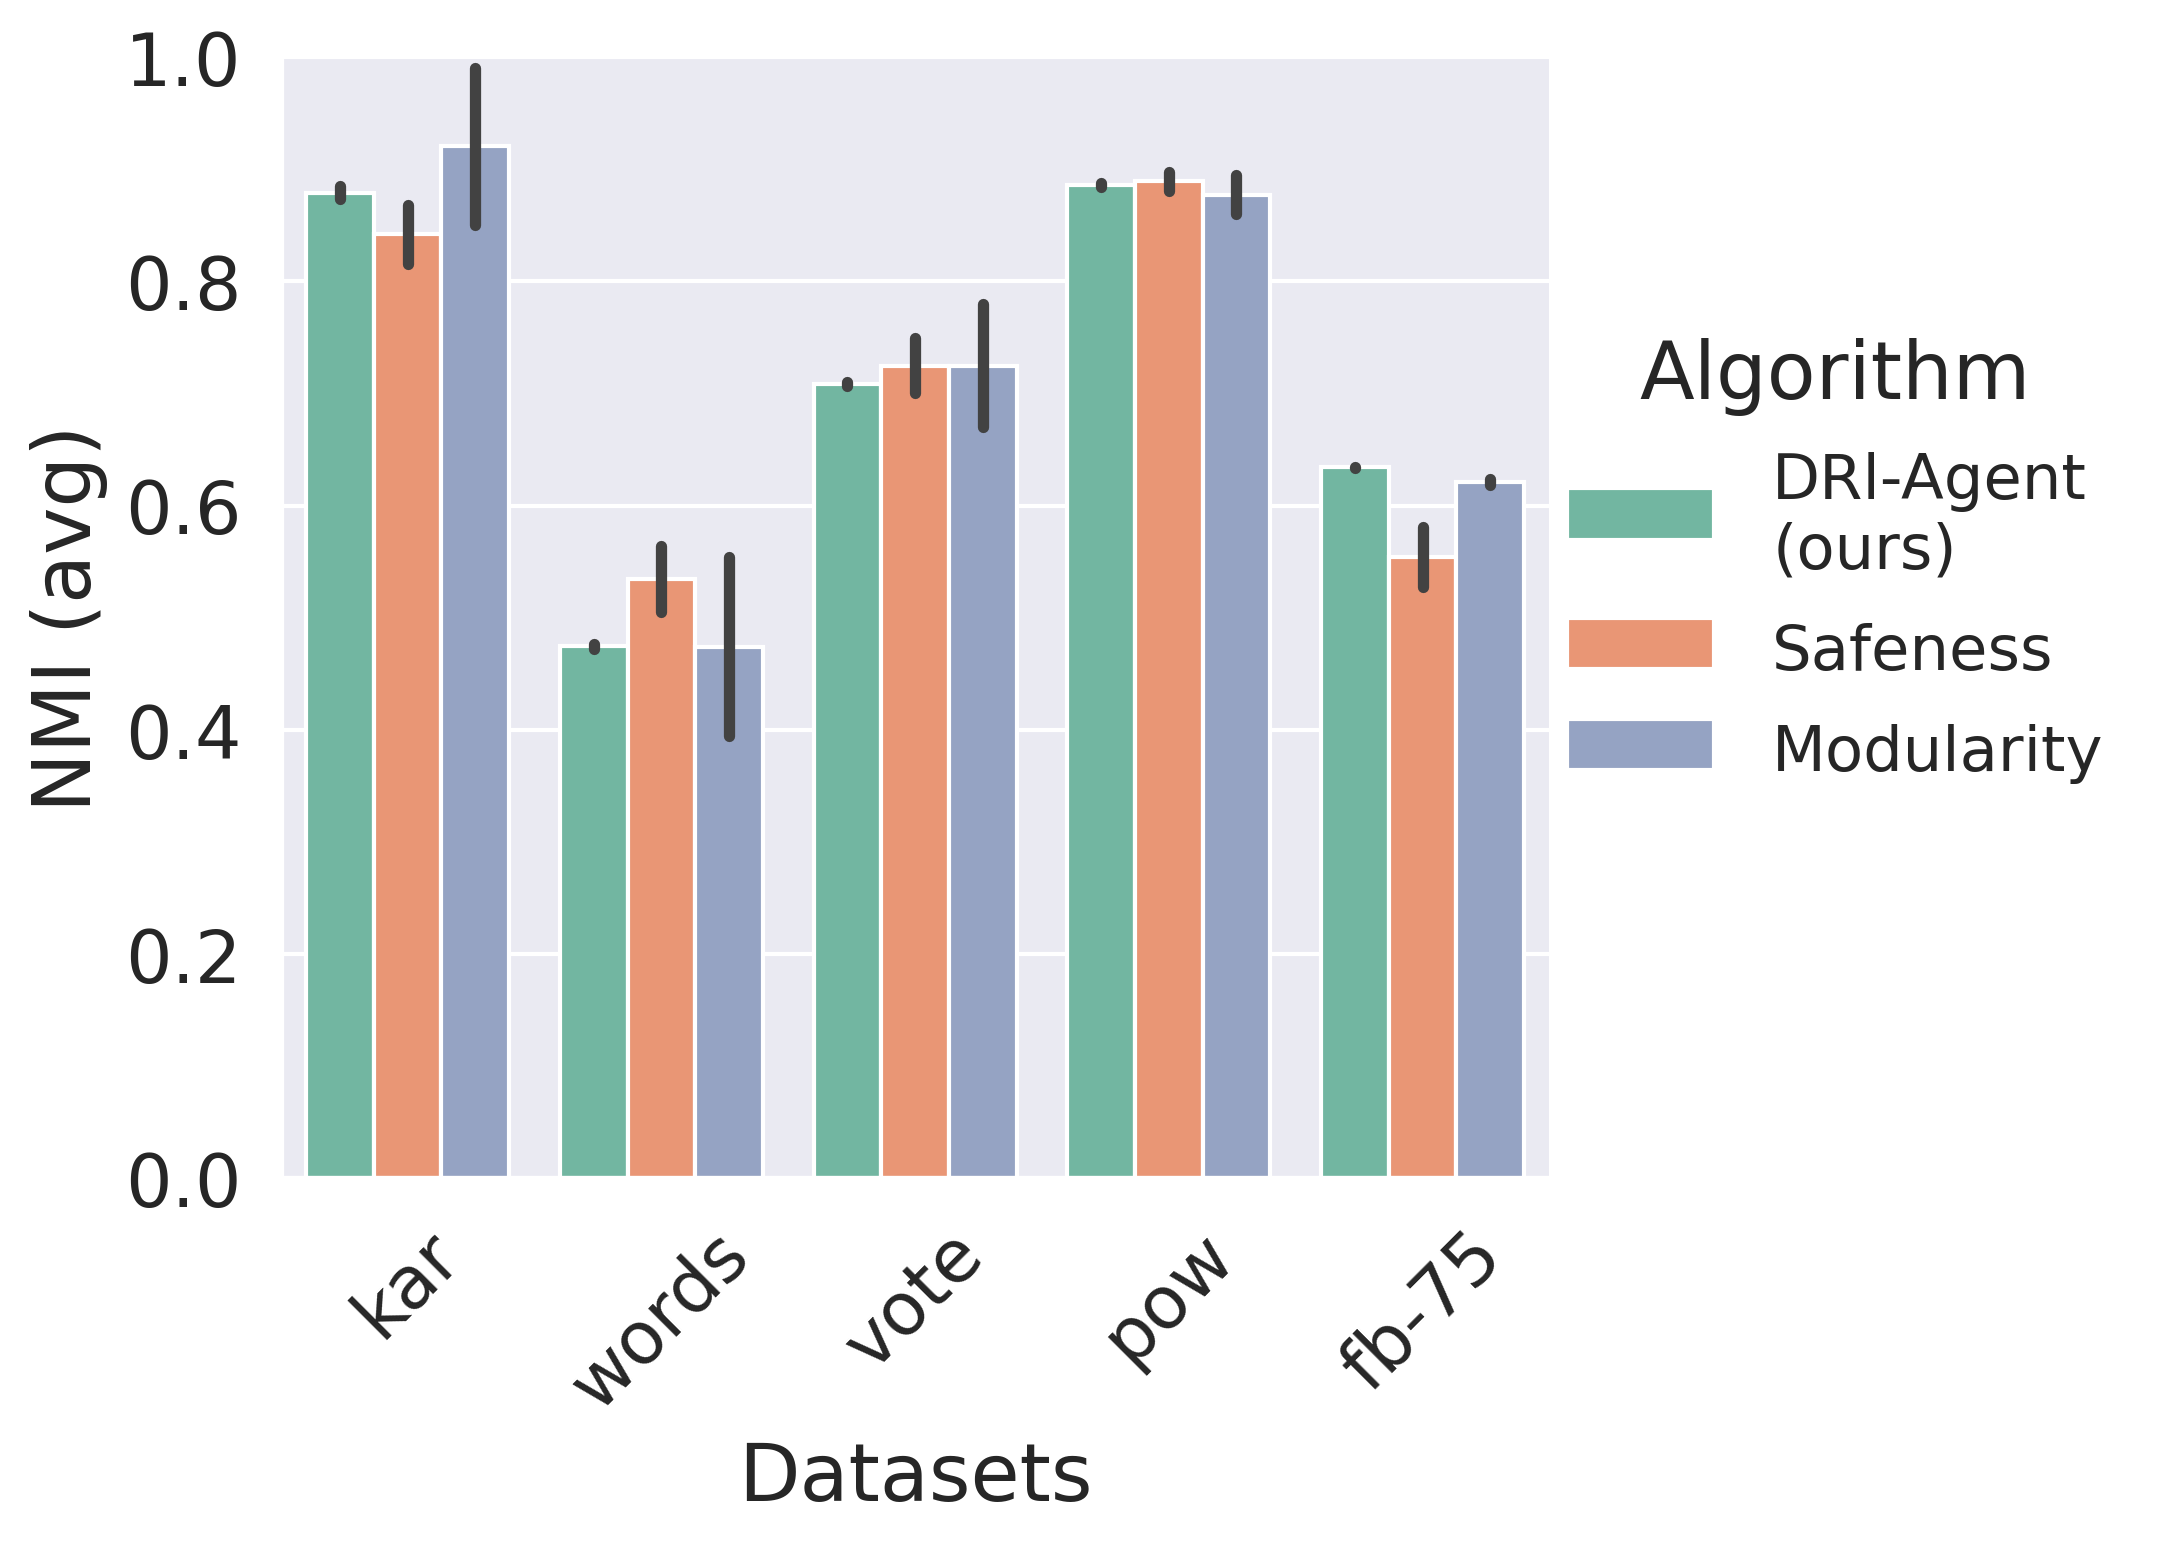 1.0
0.8
0.6
0.4
0.2
0.0
NMI (avg)
kar
words
vote
pow
fb-75
Datasets
Algorithm
DRl-Agent
(ours)
Safeness
Modularity